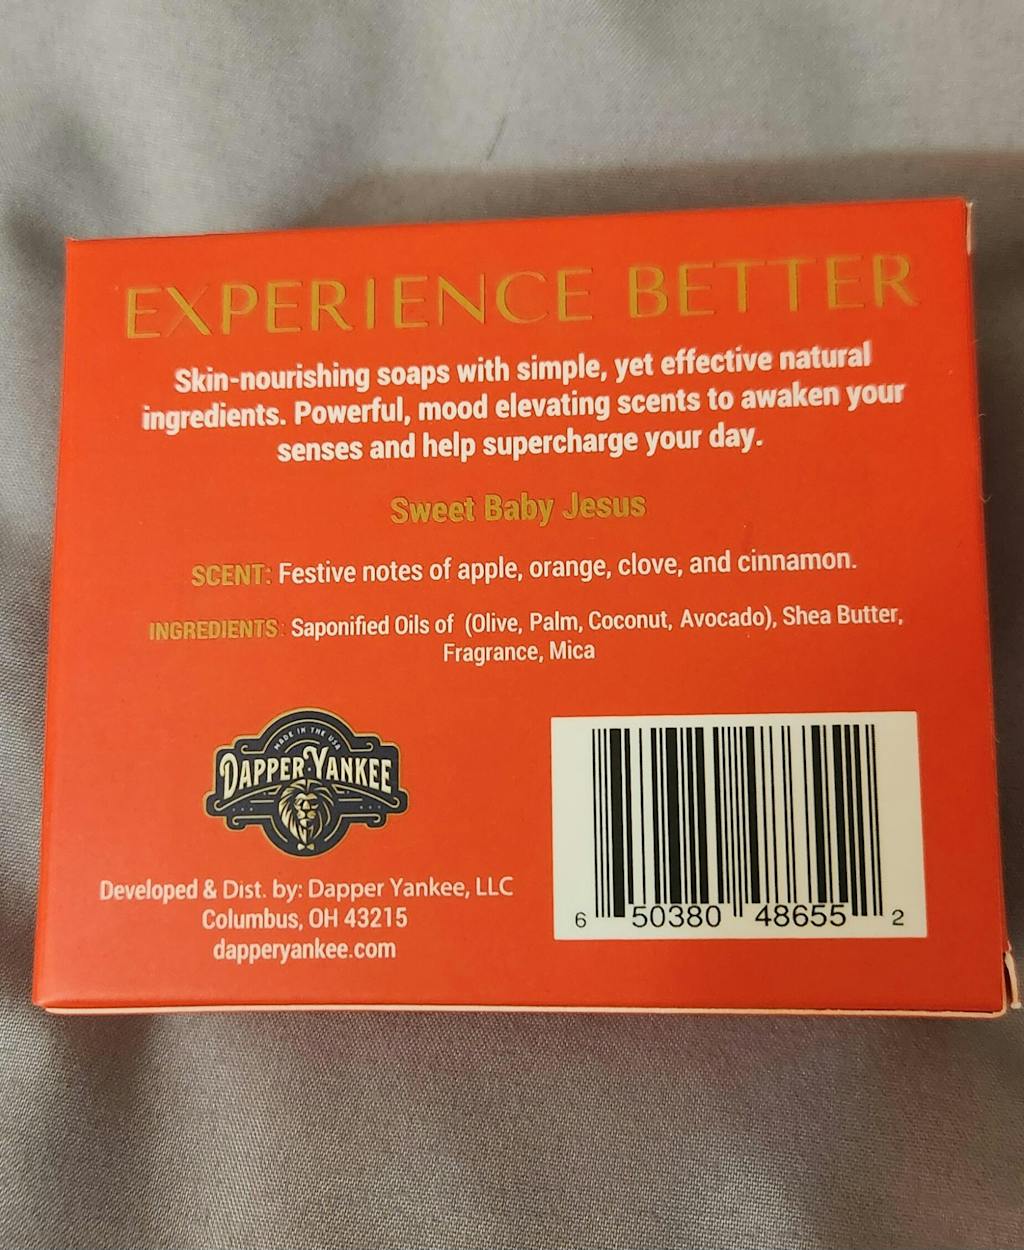 EXPERIENCE BETTER
Skin-nourishing soaps with simple, yet effective natural
ingredients. Powerful, mood elevating scents to awaken your
senses and help supercharge your day.
Sweet Baby Jesus
SCENT: Festive notes of apple, orange, clove, and cinnamon.
INGREDIENTS: Saponified Oils of (Olive, Palm, Coconut, Avocado), Shea Butter,
Fragrance, Mica
MADE IN THE USA
DAPPER YANKEE
Developed & Dist. by: Dapper Yankee, LLC
Columbus, OH 43215
dapperyankee.com
6 50380 48655 2